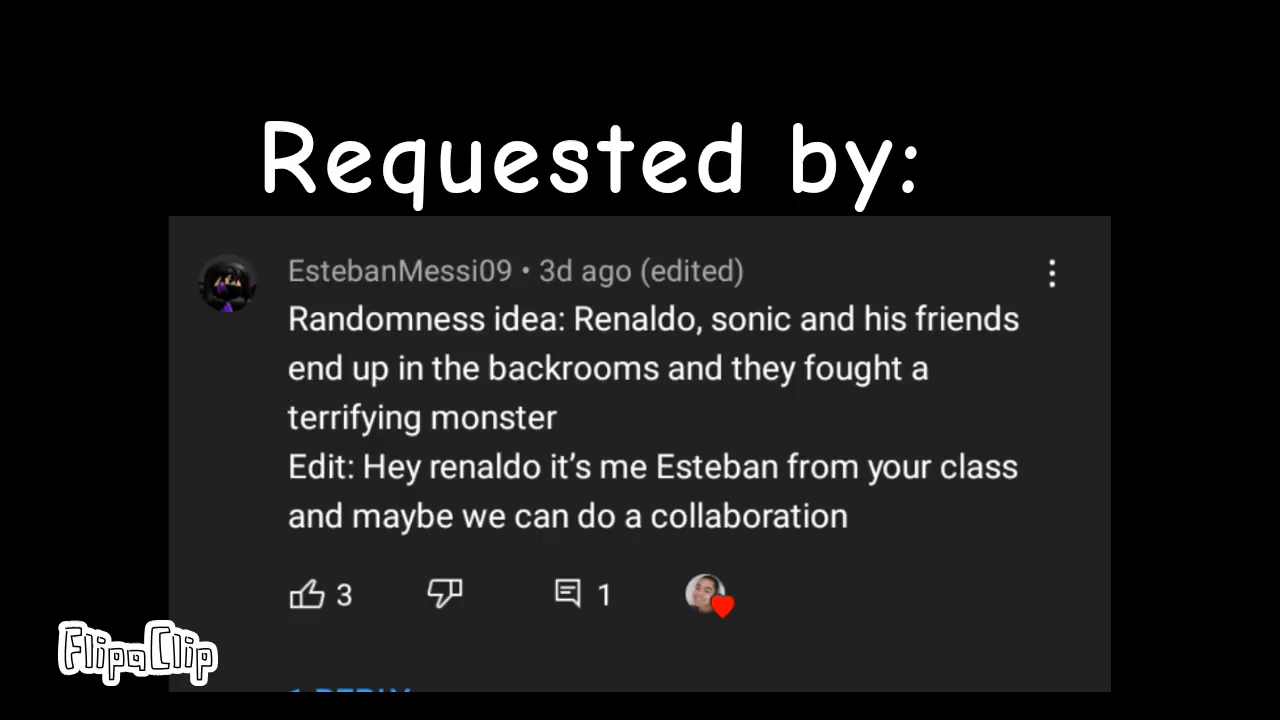 Requested by:
EstebanMessi09 • 3d ago (edited)
Randomness idea: Renaldo, sonic and his friends
end up in the backrooms and they fought a
terrifying monster
Edit: Hey renaldo it's me Esteban from your class
and maybe we can do a collaboration
3 1
FlipaClip
1 REPLY